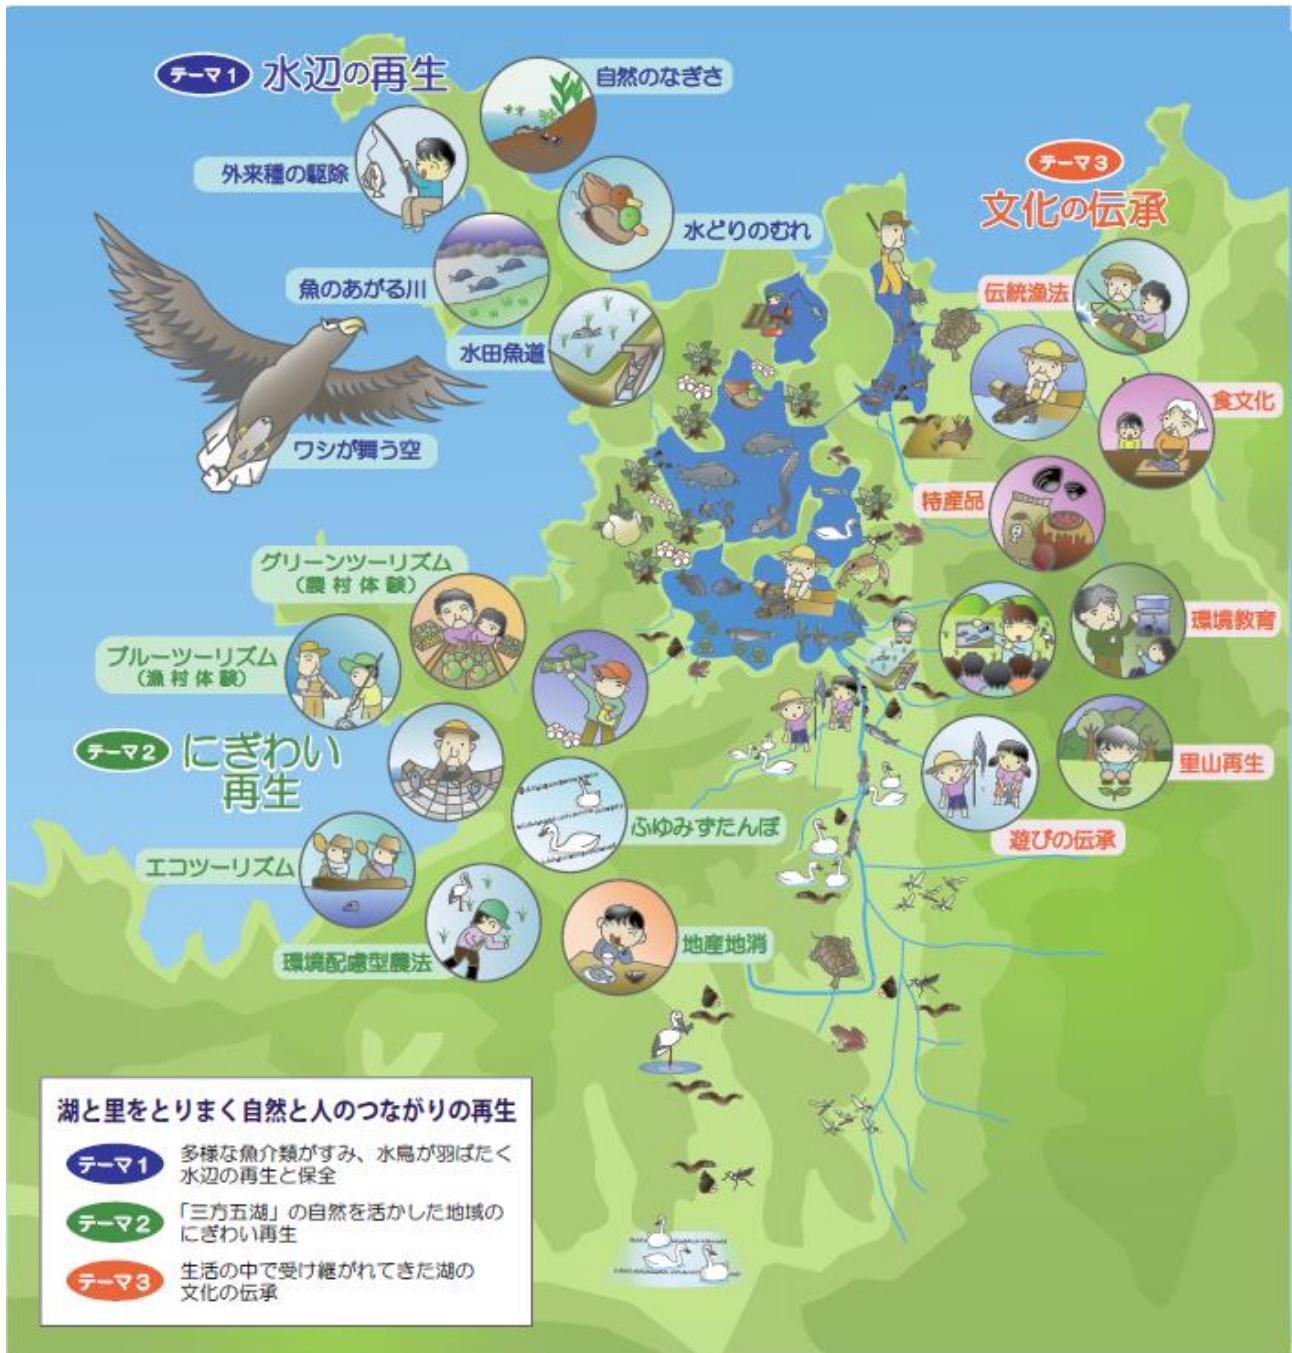 テーマ1 水辺の再生
自然のなぎさ
外来種の駆除
水どりのむれ
魚のあがる川
水田魚道
ワシが舞う空
テーマ3
文化の伝承
伝統漁法
食文化
特産品
環境教育
里山再生
遊びの伝承
グリーンツーリズム
（農村体験）
ブルーツーリズム
（漁村体験）
テーマ2 にぎわい
再生
ふゆみずたんぼ
エコツーリズム
環境配慮型農法
地産地消
湖と里をとりまく自然と人のつながりの再生
テーマ1 多様な魚介類がすみ、水鳥が羽ばたく
水辺の再生と保全
テーマ2 「三方五湖」の自然を活かした地域の
にぎわい再生
テーマ3 生活の中で受け継がれてきた湖の
文化の伝承